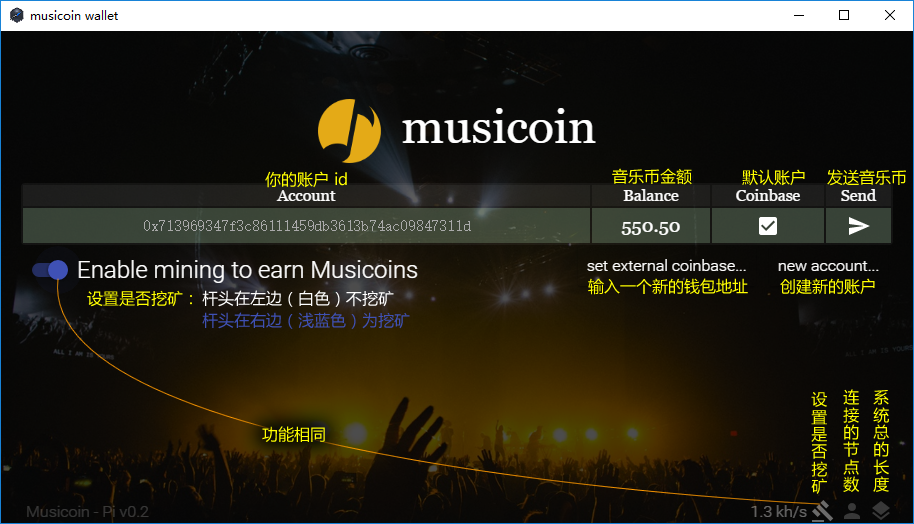 musicoin wallet
musicoin
你的账户 id
音乐币金额
默认账户
发送音乐币
Account
Balance
Coinbase
Send
0x713969347f3c86111459db3613b74ac09847311d
550.50
Enable mining to earn Musicoins
set external coinbase...
new account...
设置是否挖矿： 杆头在左边（白色）不挖矿
输入一个新的钱包地址
创建新的账户
杆头在右边（浅蓝色）为挖矿
ALL I AM IS YOURS
功能相同
设置是否挖矿
连接的节点数
系统总的长度
Musicoin - Pi v0.2
1.3 kh/s